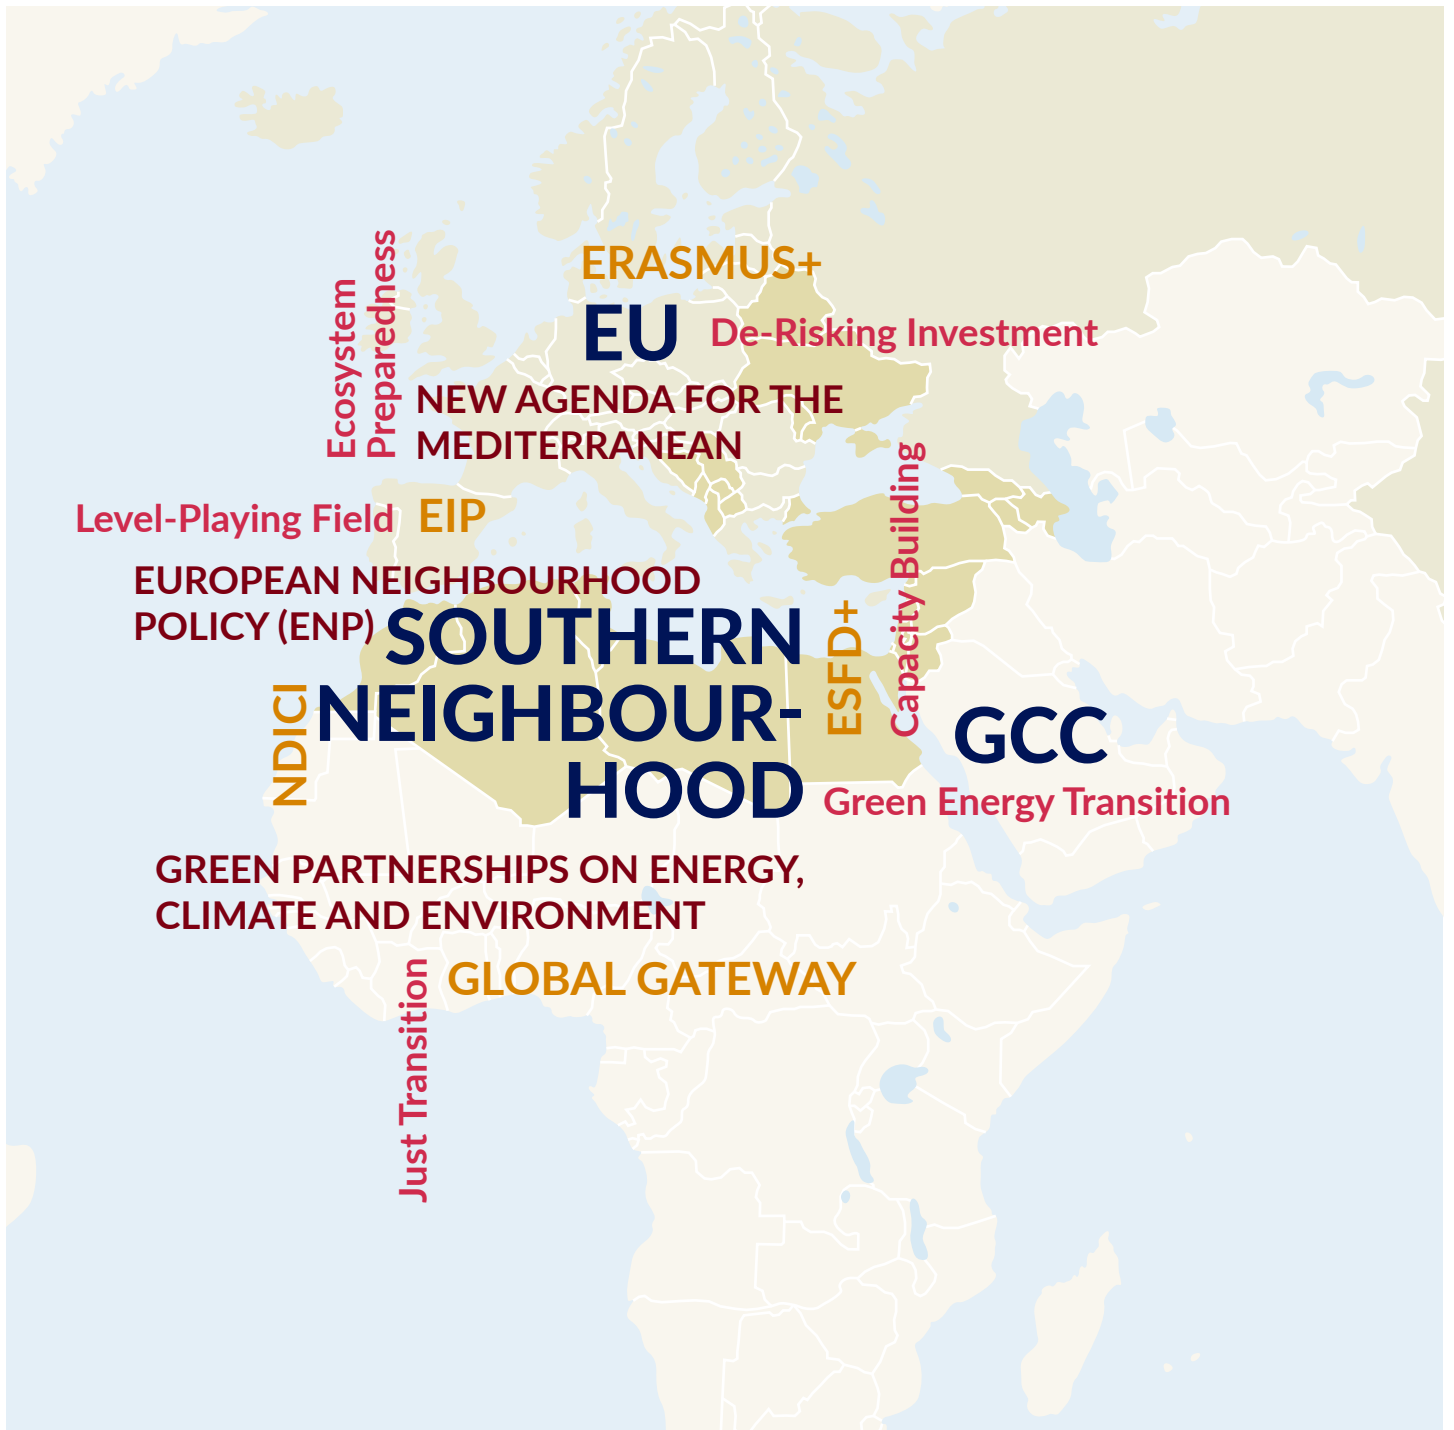 ERASMUS+
EU
De-Risking Investment
Ecosystem
Preparedness
NEW AGENDA FOR THE
MEDITERRANEAN
Level-Playing Field
EIP
Capacity Building
EUROPEAN NEIGHBOURHOOD
POLICY (ENP)
SOUTHERN
NEIGHBOUR-
HOOD
ESFD+
NDICI
GCC
Green Energy Transition
GREEN PARTNERSHIPS ON ENERGY,
CLIMATE AND ENVIRONMENT
GLOBAL GATEWAY
Just Transition